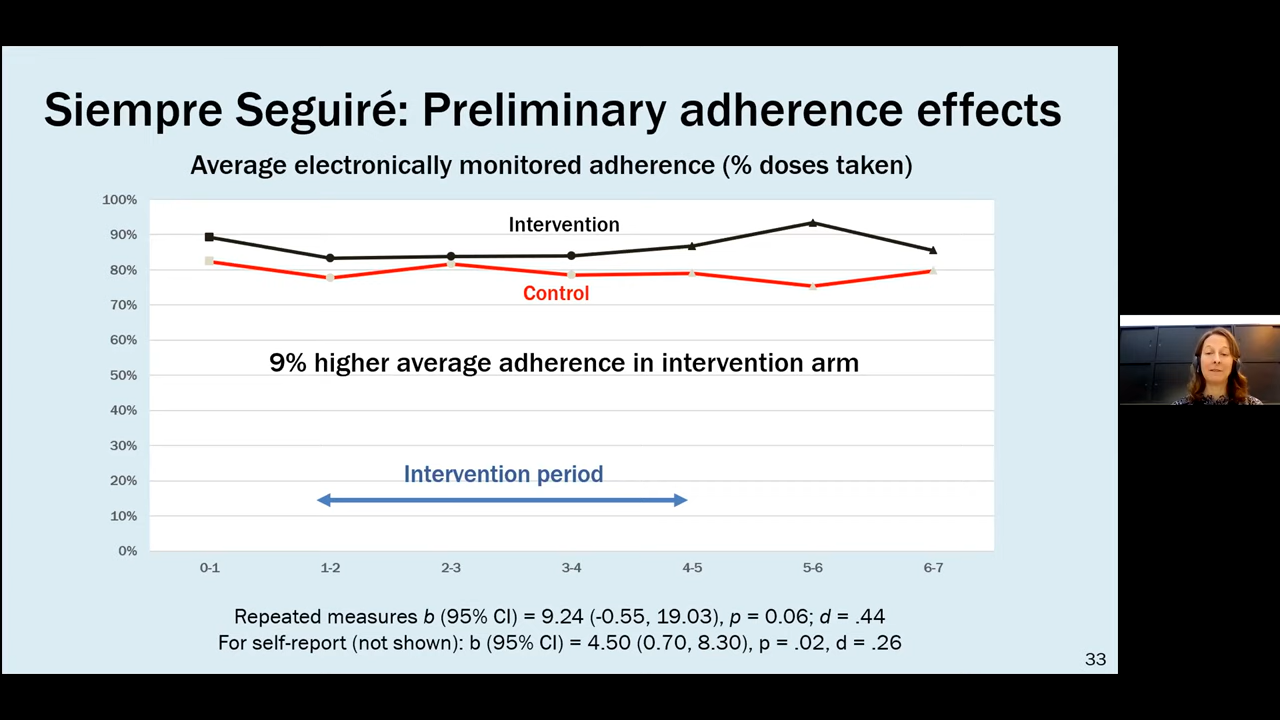 Siempre Seguiré: Preliminary adherence effects
Average electronically monitored adherence (% doses taken)
100%
90%
80%
70%
60%
50%
40%
30%
20%
10%
0%
Intervention
Control
9% higher average adherence in intervention arm
Intervention period
0-1 1-2 2-3 3-4 4-5 5-6 6-7
Repeated measures b (95% CI) = 9.24 (-0.55, 19.03), p = 0.06; d = .44
For self-report (not shown): b (95% CI) = 4.50 (0.70, 8.30), p = .02, d = .26
33